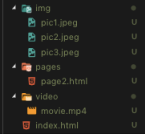 img
pic1.jpeg U
pic2.jpeg U
pic3.jpeg U
pages
page2.html U
video
movie.mp4 U
index.html U